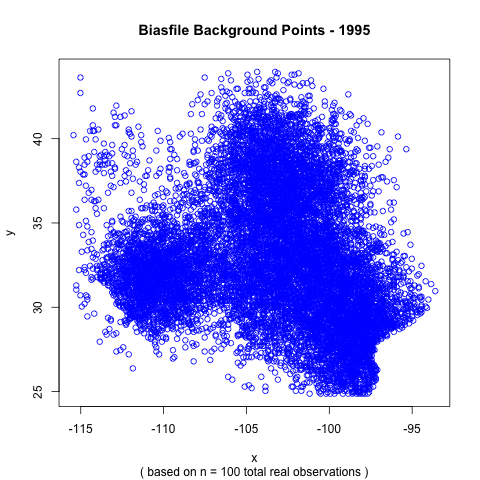 Biasfile Background Points - 1995
y
40
35
30
25
-115 -110 -105 -100 -95
x
( based on n = 100 total real observations )